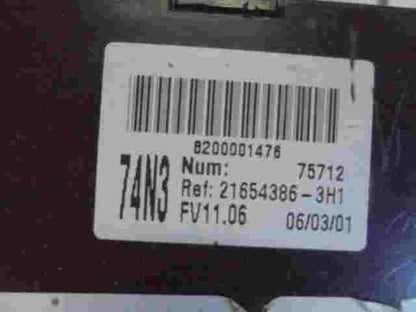 8200001476
74N3
Num: 75712
Ref: 21654386-3H1
FV11.06 06/03/01